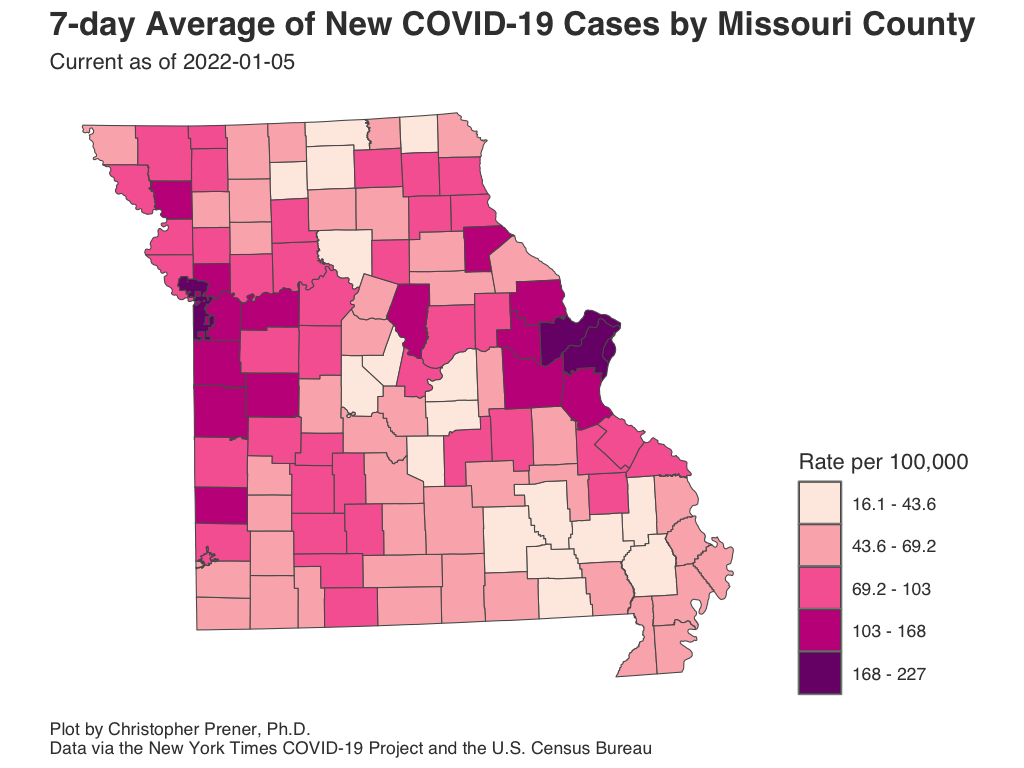 7-day Average of New COVID-19 Cases by Missouri County
Current as of 2022-01-05
Rate per 100,000
16.1 - 43.6
43.6 - 69.2
69.2 - 103
103 - 168
168 - 227
Plot by Christopher Prener, Ph.D.
Data via the New York Times COVID-19 Project and the U.S. Census Bureau